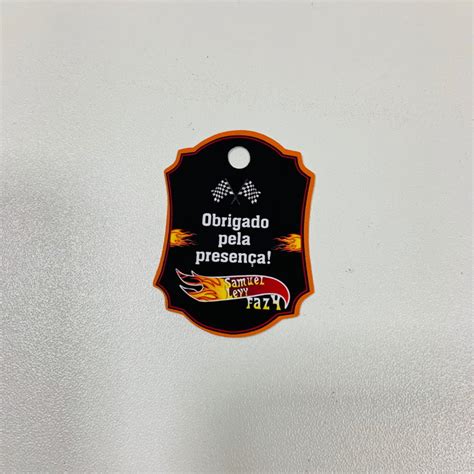 Obrigado
pela
presença!
Samuel
Levy
Faz 4